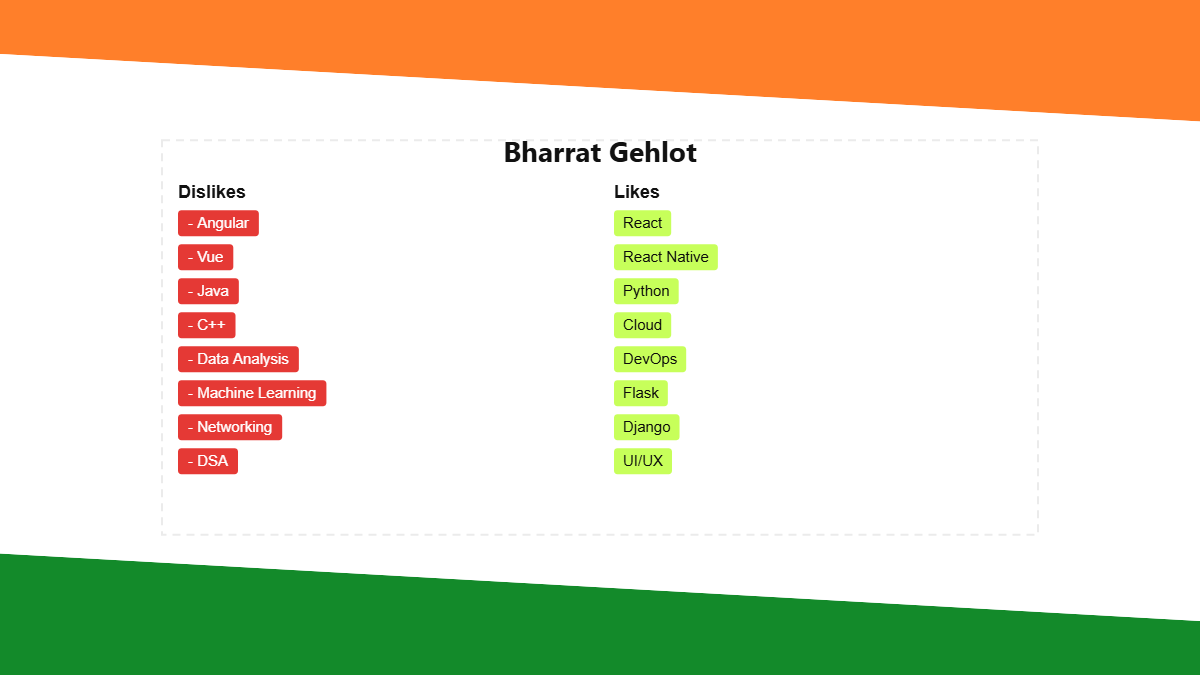 Bharrat Gehlot
Dislikes
- Angular
- Vue
- Java
- C++
- Data Analysis
- Machine Learning
- Networking
- DSA
Likes
React
React Native
Python
Cloud
DevOps
Flask
Django
UI/UX